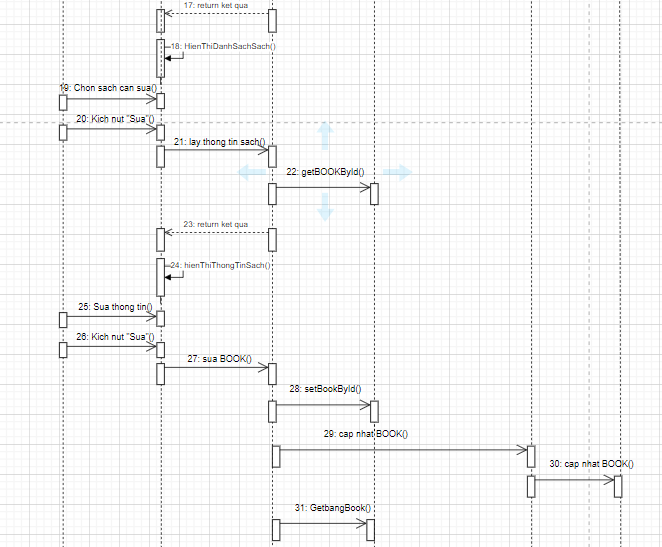 17: return ket qua
18: HienThiDanhSachSach()
19: Chon sach can sua()
20: Kich nut "Sua"()
21: lay thong tin sach()
22: getBOOKById()
23: return ket qua
24: hienThiThongTinSach()
25: Sua thong tin()
26: Kich nut "Sua"()
27: sua BOOK()
28: setBookById()
29: cap nhat BOOK()
30: cap nhat BOOK()
31: GetbangBook()